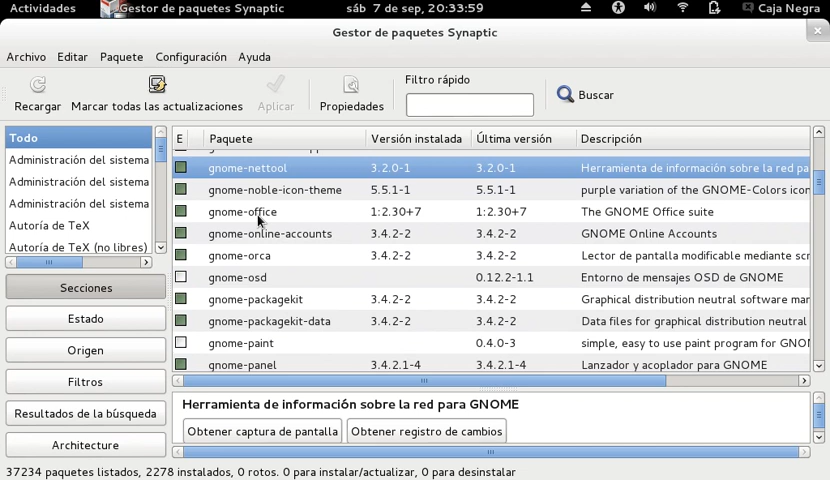 Actividades Gestor de paquetes Synaptic sáb 7 de sep, 20:33:59 Caja Negra
Gestor de paquetes Synaptic
Archivo Editar Paquete Configuración Ayuda
Recargar Marcar todas las actualizaciones Aplicar Propiedades Filtro rápido Buscar
Todo
Administración del sistema
Administración del sistema
Administración del sistema
Autoría de TeX
Autoría de TeX (no libres)
Secciones
Estado
Origen
Filtros
Resultados de la búsqueda
Architecture
E Paquete Versión instalada Última versión Descripción
gnome-nettool 3.2.0-1 3.2.0-1 Herramienta de información sobre la red pa
gnome-noble-icon-theme 5.5.1-1 5.5.1-1 purple variation of the GNOME-Colors icon
gnome-office 1:2.30+7 1:2.30+7 The GNOME Office suite
gnome-online-accounts 3.4.2-2 3.4.2-2 GNOME Online Accounts
gnome-orca 3.4.2-2 3.4.2-2 Lector de pantalla modificable mediante scr
gnome-osd 0.12.2-1.1 Entorno de mensajes OSD de GNOME
gnome-packagekit 3.4.2-2 3.4.2-2 Graphical distribution neutral software mar
gnome-packagekit-data 3.4.2-2 3.4.2-2 Data files for graphical distribution neutral
gnome-paint 0.4.0-3 simple, easy to use paint program for GNO
gnome-panel 3.4.2.1-4 3.4.2.1-4 Lanzador y acoplador para GNOME
Herramienta de información sobre la red para GNOME
Obtener captura de pantalla Obtener registro de cambios
37234 paquetes listados, 2278 instalados, 0 rotos. 0 para instalar/actualizar, 0 para desinstalar